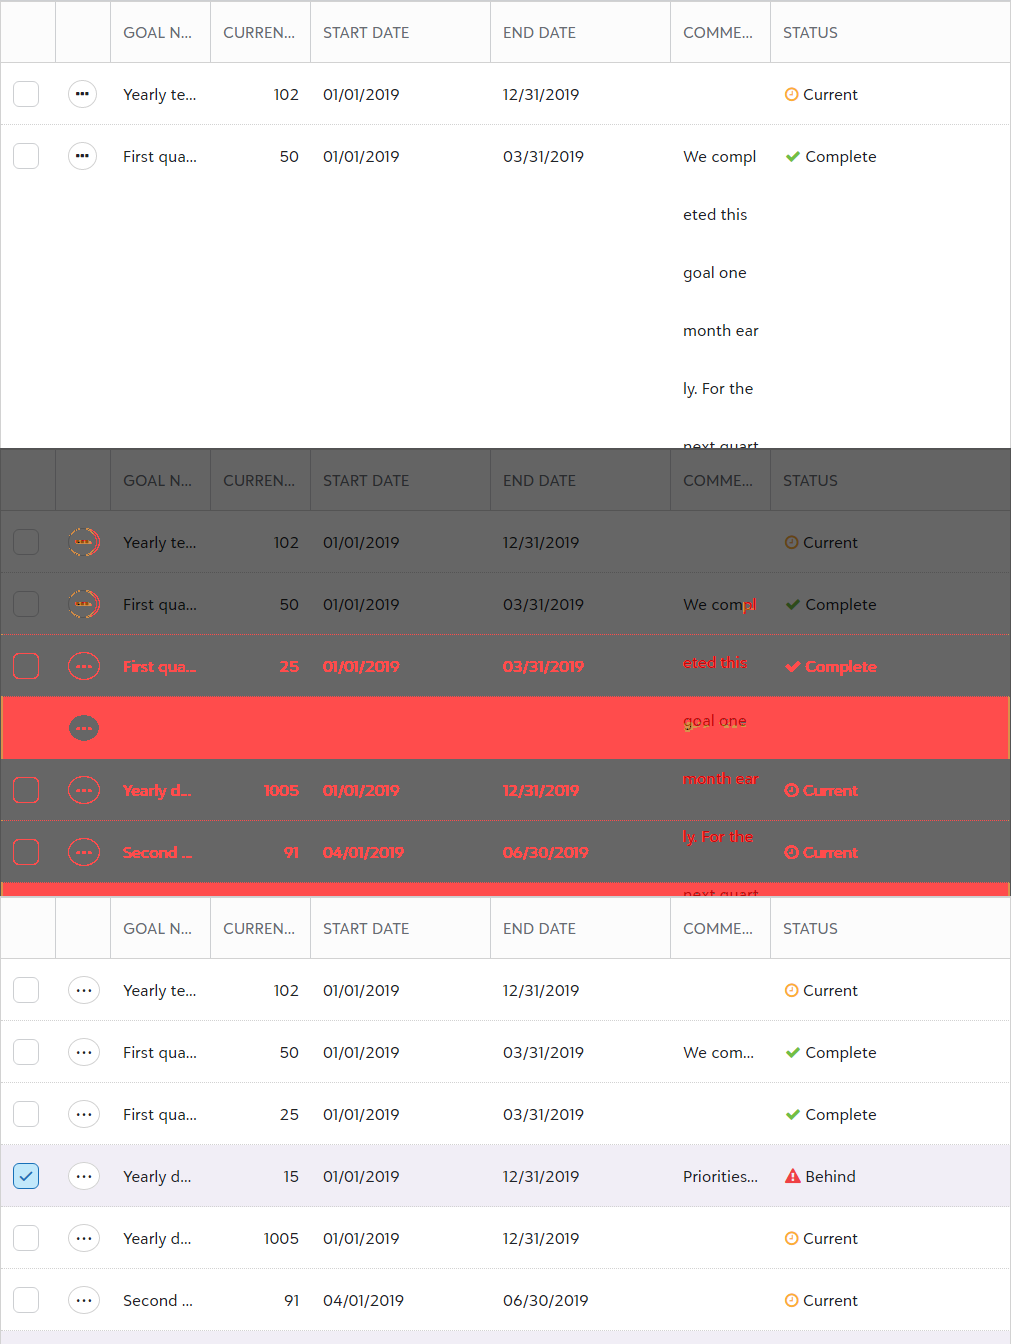 GOAL N... CURREN... START DATE END DATE COMME... STATUS
Yearly te... 102 01/01/2019 12/31/2019 Current
First qua... 50 01/01/2019 03/31/2019 We compl Complete
eted this
goal one
month ear
ly. For the
next quart
GOAL N... CURREN... START DATE END DATE COMME... STATUS
Yearly te... 102 01/01/2019 12/31/2019 Current
First qua... 50 01/01/2019 03/31/2019 We compl Complete
First qua... 25 01/01/2019 03/31/2019 eted this Complete
goal one
Yearly d... 1005 01/01/2019 12/31/2019 month ear Current
Second ... 91 04/01/2019 06/30/2019 ly. For the Current
next quart
GOAL N... CURREN... START DATE END DATE COMME... STATUS
Yearly te... 102 01/01/2019 12/31/2019 Current
First qua... 50 01/01/2019 03/31/2019 We com... Complete
First qua... 25 01/01/2019 03/31/2019 Complete
Yearly d... 15 01/01/2019 12/31/2019 Priorities... Behind
Yearly d... 1005 01/01/2019 12/31/2019 Current
Second ... 91 04/01/2019 06/30/2019 Current